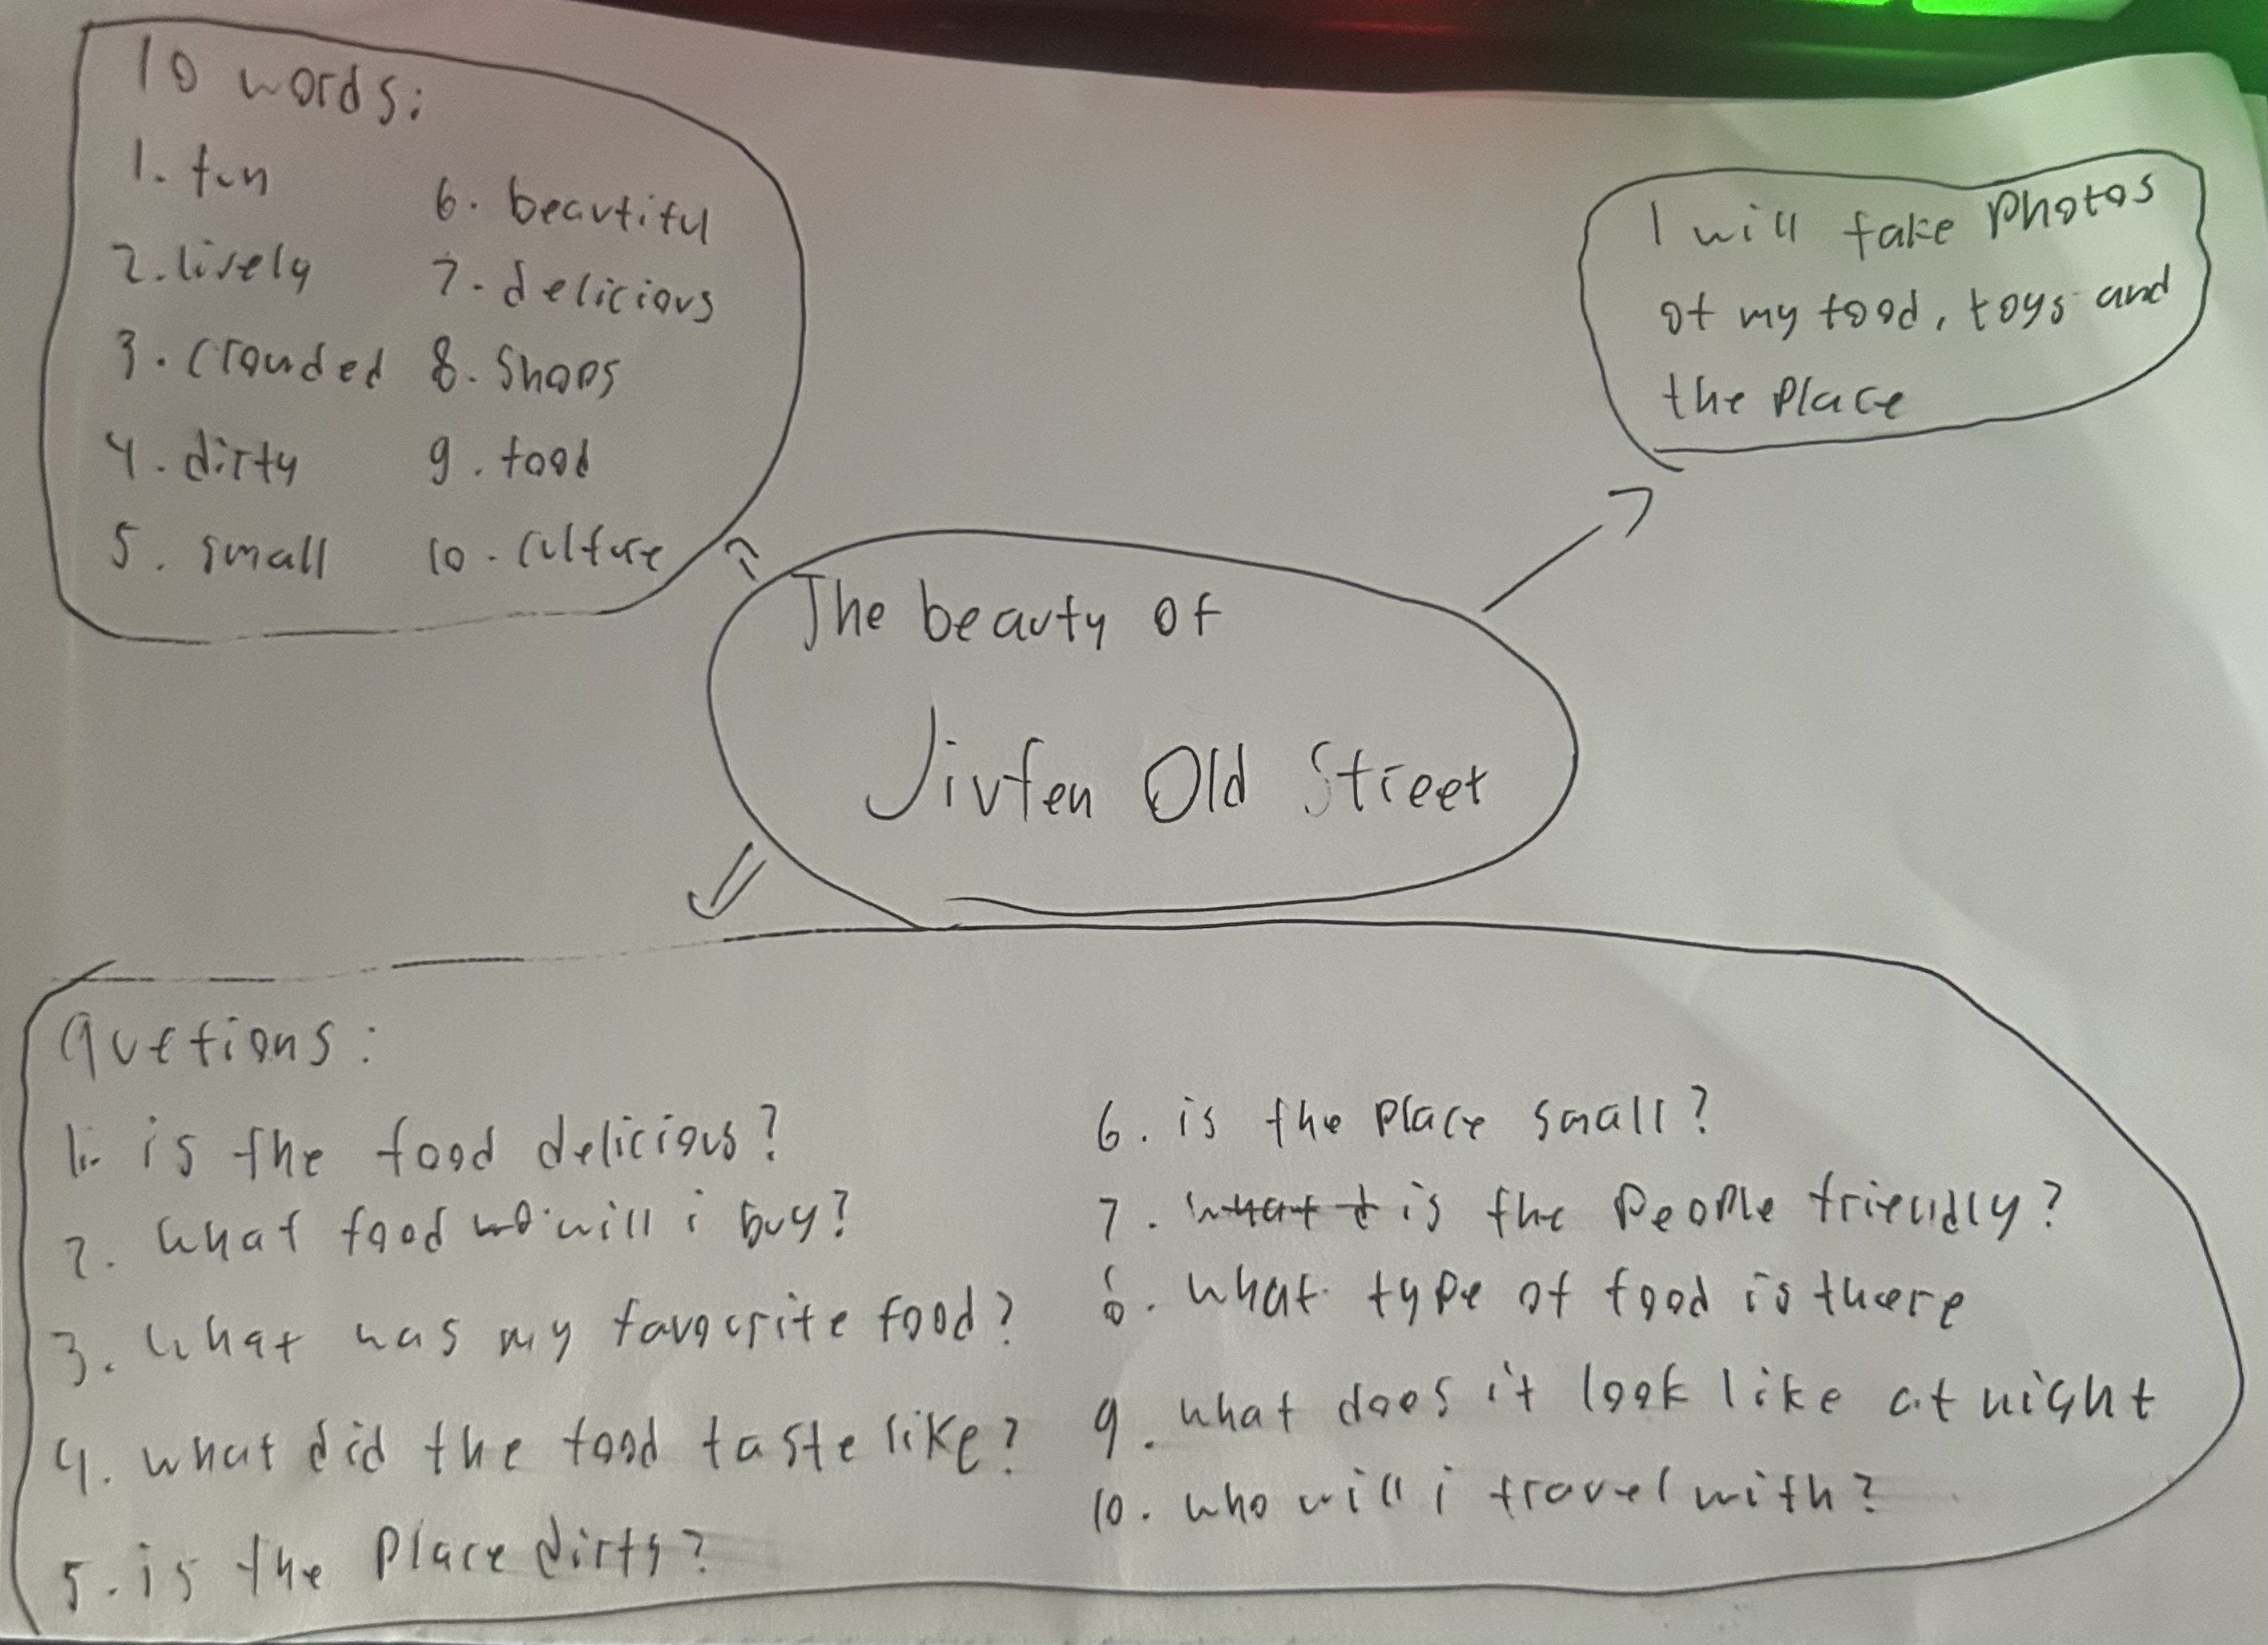 10 words:
1. fun
2. lively
3. crouded
4. dirty
5. small
6. beautiful
7. delicious
8. Shops
9. food
10. culture
I will take photos
of my food, toys and
the place
The beauty of
Jiufen Old Street
Quetions:
1. is the food delicious?
2. what food will i buy?
3. what was my favourite food?
4. what did the food taste like?
5. is the place dirty?
6. is the place small?
7. is the people friendly?
8. what type of food is there
9. what does it look like at night
10. who will i travel with?